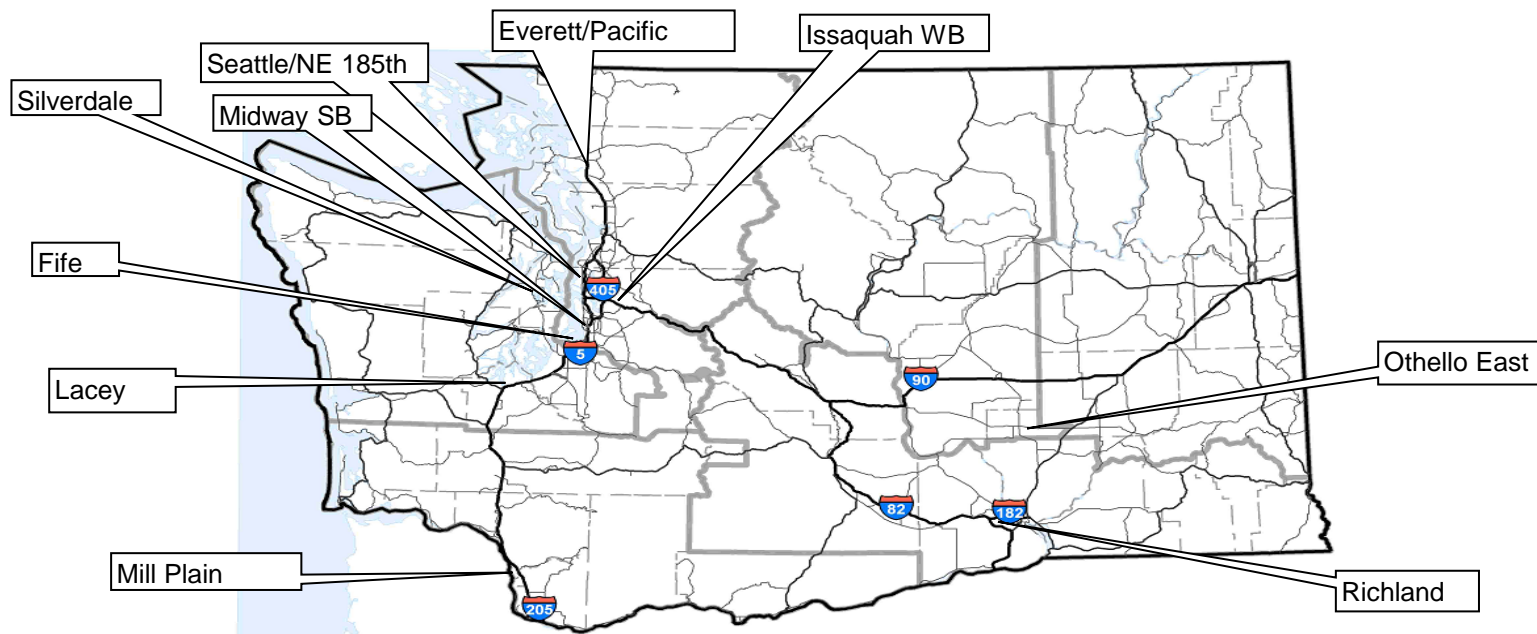 Everett/Pacific
Issaquah WB
Seattle/NE 185th
Silverdale
Midway SB
Fife
405
5
Othello East
90
Lacey
82
182
Mill Plain
Richland
205